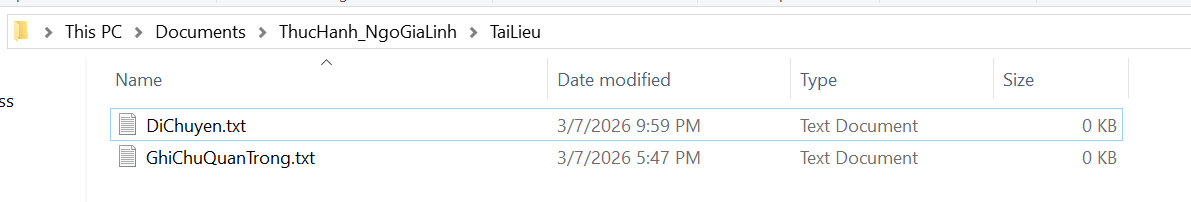 This PC > Documents > ThucHanh_NgoGiaLinh > TaiLieu
Name Date modified Type Size
ss
DiChuyen.txt 3/7/2026 9:59 PM Text Document 0 KB
GhiChuQuanTrong.txt 3/7/2026 5:47 PM Text Document 0 KB